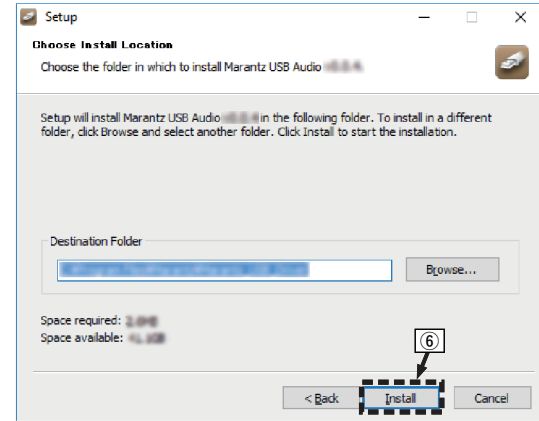 Setup
Choose Install Location
Choose the folder in which to install Marantz USB Audio
Setup will install Marantz USB Audio in the following folder. To install in a different
folder, click Browse and select another folder. Click Install to start the installation.
Destination Folder
Browse...
Space required:
Space available:
⑥
< Back Install Cancel